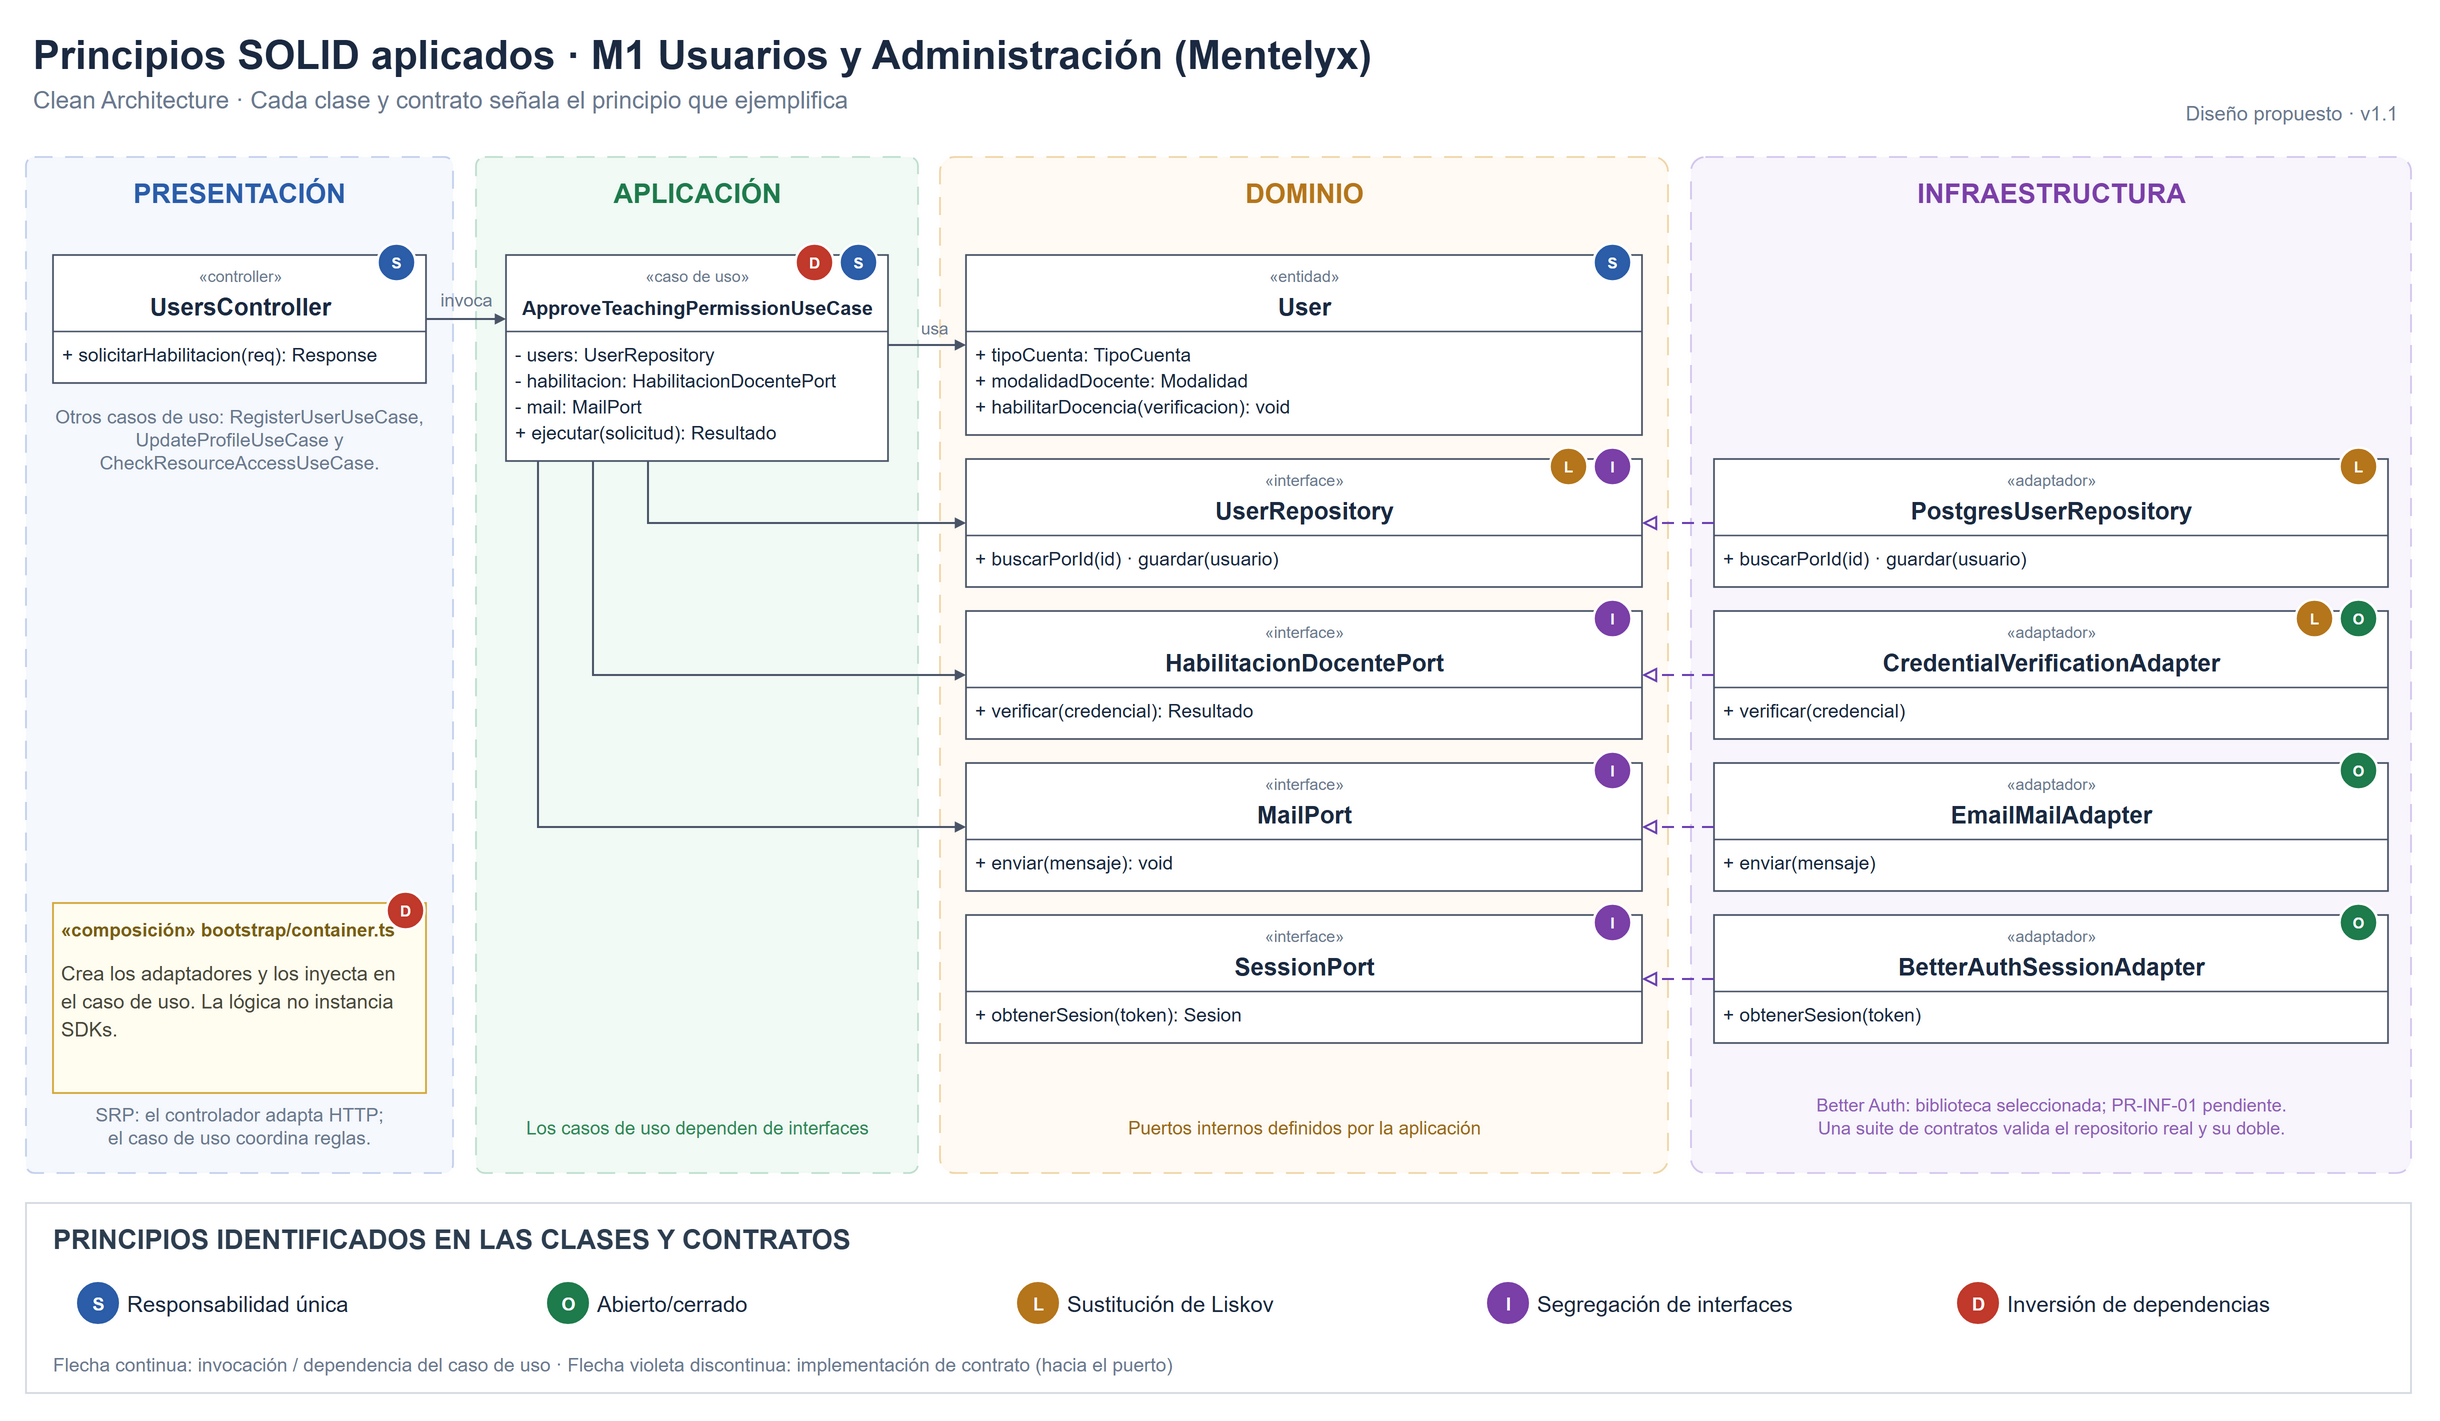 Principios SOLID aplicados · M1 Usuarios y Administración (Mentelyx)
Clean Architecture · Cada clase y contrato señala el principio que ejemplifica
Diseño propuesto · v1.1
PRESENTACIÓN
S
«controller»
UsersController
+ solicitarHabilitacion(req): Response
Otros casos de uso: RegisterUserUseCase,
UpdateProfileUseCase y
CheckResourceAccessUseCase.
D
«composición» bootstrap/container.ts
Crea los adaptadores y los inyecta en
el caso de uso. La lógica no instancia
SDKs.
SRP: el controlador adapta HTTP;
el caso de uso coordina reglas.
invoca
APLICACIÓN
D S
«caso de uso»
ApproveTeachingPermissionUseCase
- users: UserRepository
- habilitacion: HabilitacionDocentePort
- mail: MailPort
+ ejecutar(solicitud): Resultado
Los casos de uso dependen de interfaces
usa
DOMINIO
S
«entidad»
User
+ tipoCuenta: TipoCuenta
+ modalidadDocente: Modalidad
+ habilitarDocencia(verificacion): void
L I
«interface»
UserRepository
+ buscarPorId(id) · guardar(usuario)
I
«interface»
HabilitacionDocentePort
+ verificar(credencial): Resultado
I
«interface»
MailPort
+ enviar(mensaje): void
I
«interface»
SessionPort
+ obtenerSesion(token): Sesion
Puertos internos definidos por la aplicación
INFRAESTRUCTURA
L
«adaptador»
PostgresUserRepository
+ buscarPorId(id) · guardar(usuario)
L O
«adaptador»
CredentialVerificationAdapter
+ verificar(credencial)
O
«adaptador»
EmailMailAdapter
+ enviar(mensaje)
O
«adaptador»
BetterAuthSessionAdapter
+ obtenerSesion(token)
Better Auth: biblioteca seleccionada; PR-INF-01 pendiente.
Una suite de contratos valida el repositorio real y su doble.
PRINCIPIOS IDENTIFICADOS EN LAS CLASES Y CONTRATOS
S Responsabilidad única
O Abierto/cerrado
L Sustitución de Liskov
I Segregación de interfaces
D Inversión de dependencias
Flecha continua: invocación / dependencia del caso de uso · Flecha violeta discontinua: implementación de contrato (hacia el puerto)